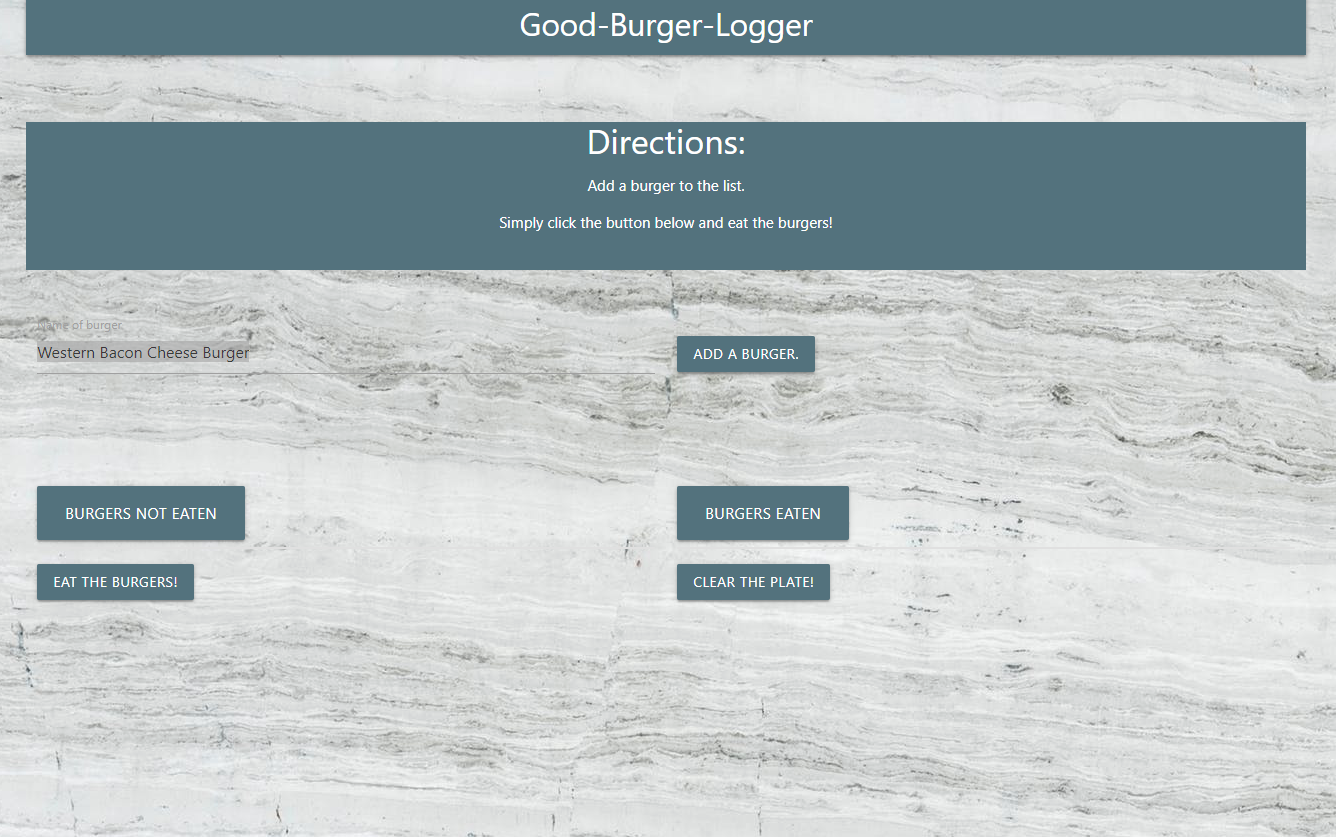 Good-Burger-Logger
Directions:
Add a burger to the list.
Simply click the button below and eat the burgers!
Name of burger
Western Bacon Cheese Burger
ADD A BURGER.
BURGERS NOT EATEN
BURGERS EATEN
EAT THE BURGERS!
CLEAR THE PLATE!